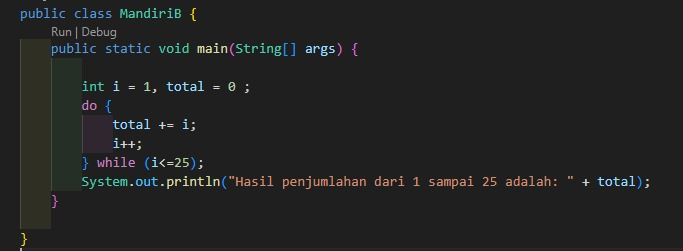 public class MandiriB {
Run | Debug
public static void main(String[] args) {
int i = 1, total = 0 ;
do {
total += i;
i++;
} while (i<=25);
System.out.println("Hasil penjumlahan dari 1 sampai 25 adalah: " + total);
}
}